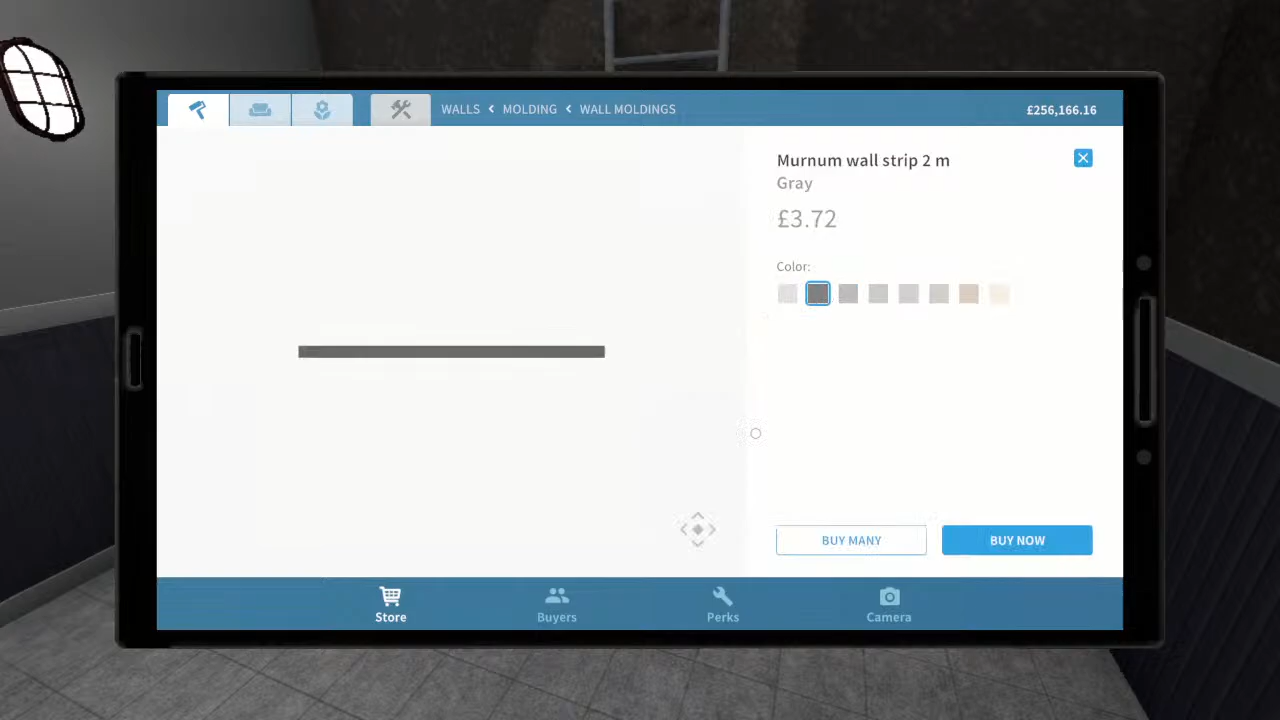 WALLS < MOLDING < WALL MOLDINGS
£256,166.16
Murnum wall strip 2 m
Gray
£3.72
Color:
BUY MANY
BUY NOW
Store
Buyers
Perks
Camera